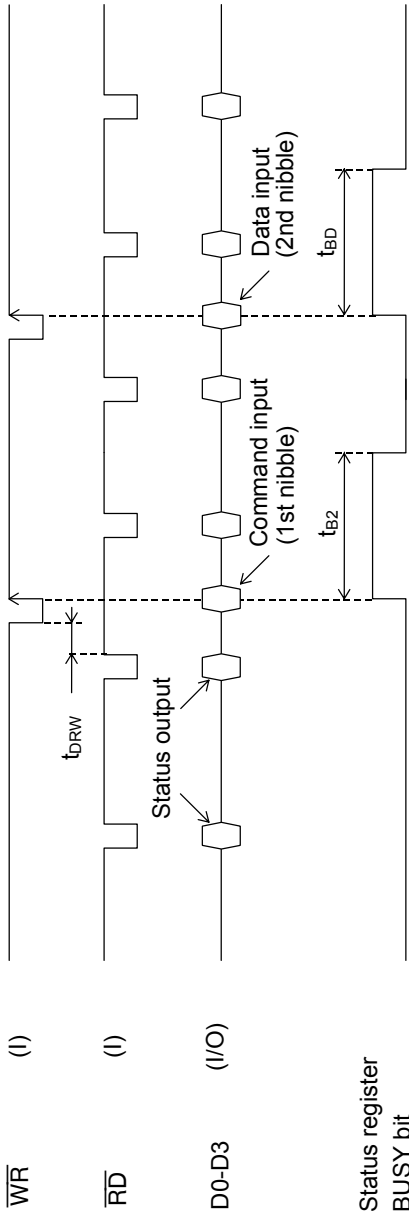 WR (I)
RD (I)
D0-D3 (I/O)
Status register
BUSY bit
tDRW
Status output
Command input
(1st nibble)
Data input
(2nd nibble)
tB2
tBD